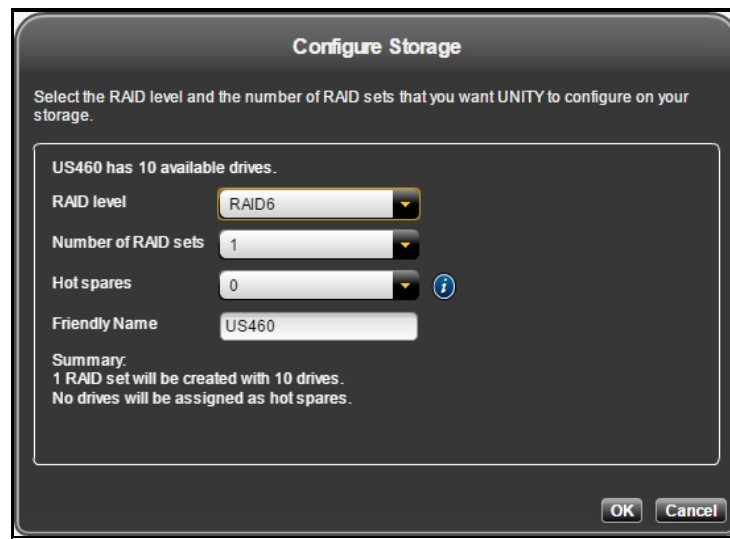 Configure Storage
Select the RAID level and the number of RAID sets that you want UNITY to configure on your
storage.
US460 has 10 available drives.
RAID level
RAID6
Number of RAID sets
1
Hot spares
0
i
Friendly Name
US460
Summary:
1 RAID set will be created with 10 drives.
No drives will be assigned as hot spares.
OK
Cancel